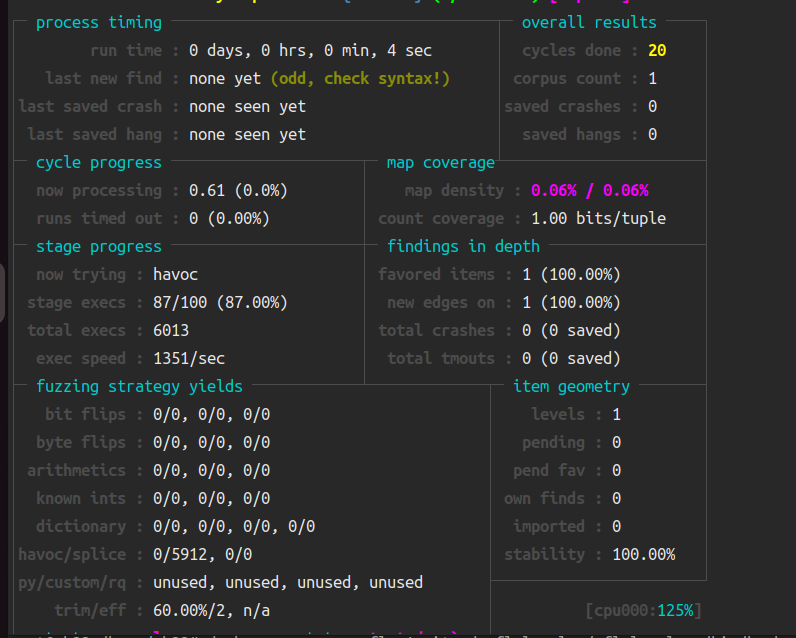 process timing overall results
run time : 0 days, 0 hrs, 0 min, 4 sec cycles done : 20
last new find : none yet (odd, check syntax!) corpus count : 1
last saved crash : none seen yet saved crashes : 0
last saved hang : none seen yet saved hangs : 0
cycle progress map coverage
now processing : 0.61 (0.0%) map density : 0.06% / 0.06%
runs timed out : 0 (0.00%) count coverage : 1.00 bits/tuple
stage progress findings in depth
now trying : havoc favored items : 1 (100.00%)
stage execs : 87/100 (87.00%) new edges on : 1 (100.00%)
total execs : 6013 total crashes : 0 (0 saved)
exec speed : 1351/sec total tmouts : 0 (0 saved)
fuzzing strategy yields item geometry
bit flips : 0/0, 0/0, 0/0 levels : 1
byte flips : 0/0, 0/0, 0/0 pending : 0
arithmetics : 0/0, 0/0, 0/0 pend fav : 0
known ints : 0/0, 0/0, 0/0 own finds : 0
dictionary : 0/0, 0/0, 0/0, 0/0 imported : 0
havoc/splice : 0/5912, 0/0 stability : 100.00%
py/custom/rq : unused, unused, unused, unused
trim/eff : 60.00%/2, n/a [cpu000:125%]